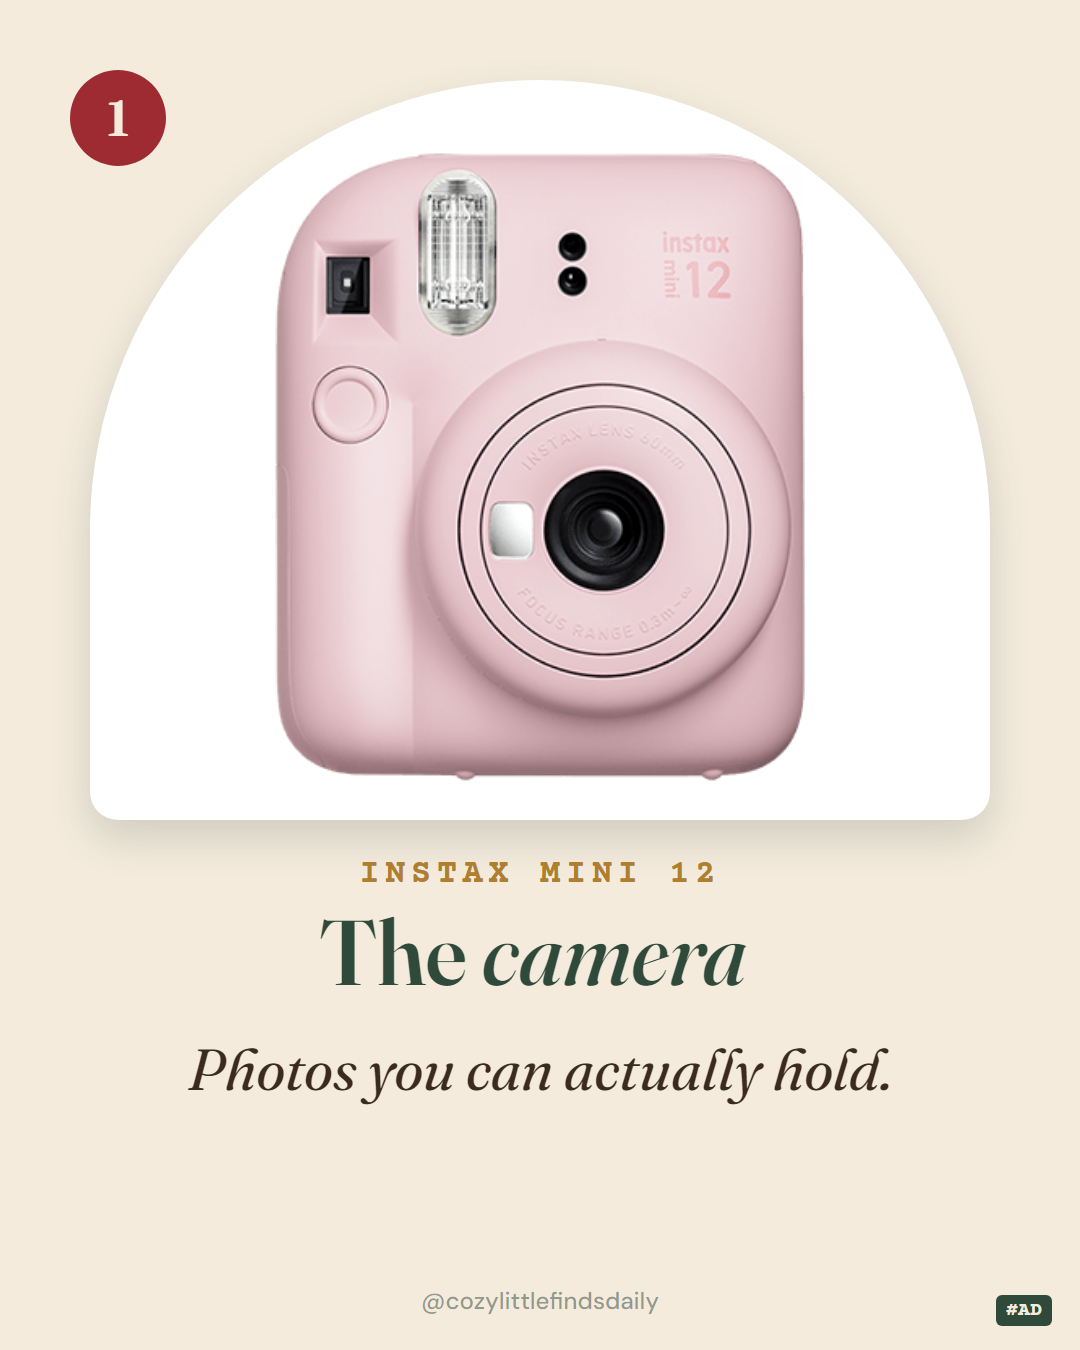 1
instax
mini 12
INSTAX LENS 60mm
FOCUS RANGE 0.3m-∞
INSTAX MINI 12
The camera
Photos you can actually hold.
@cozylittlefindsdaily
#AD